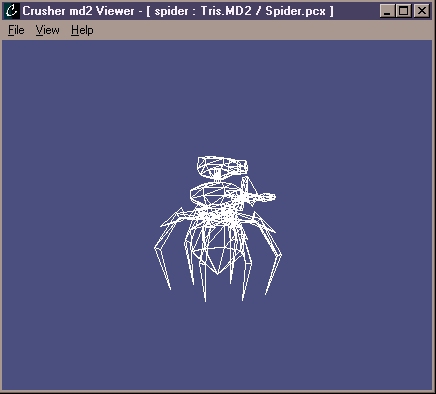 Crusher md2 Viewer - [ spider : Tris.MD2 / Spider.pcx ]
File View Help